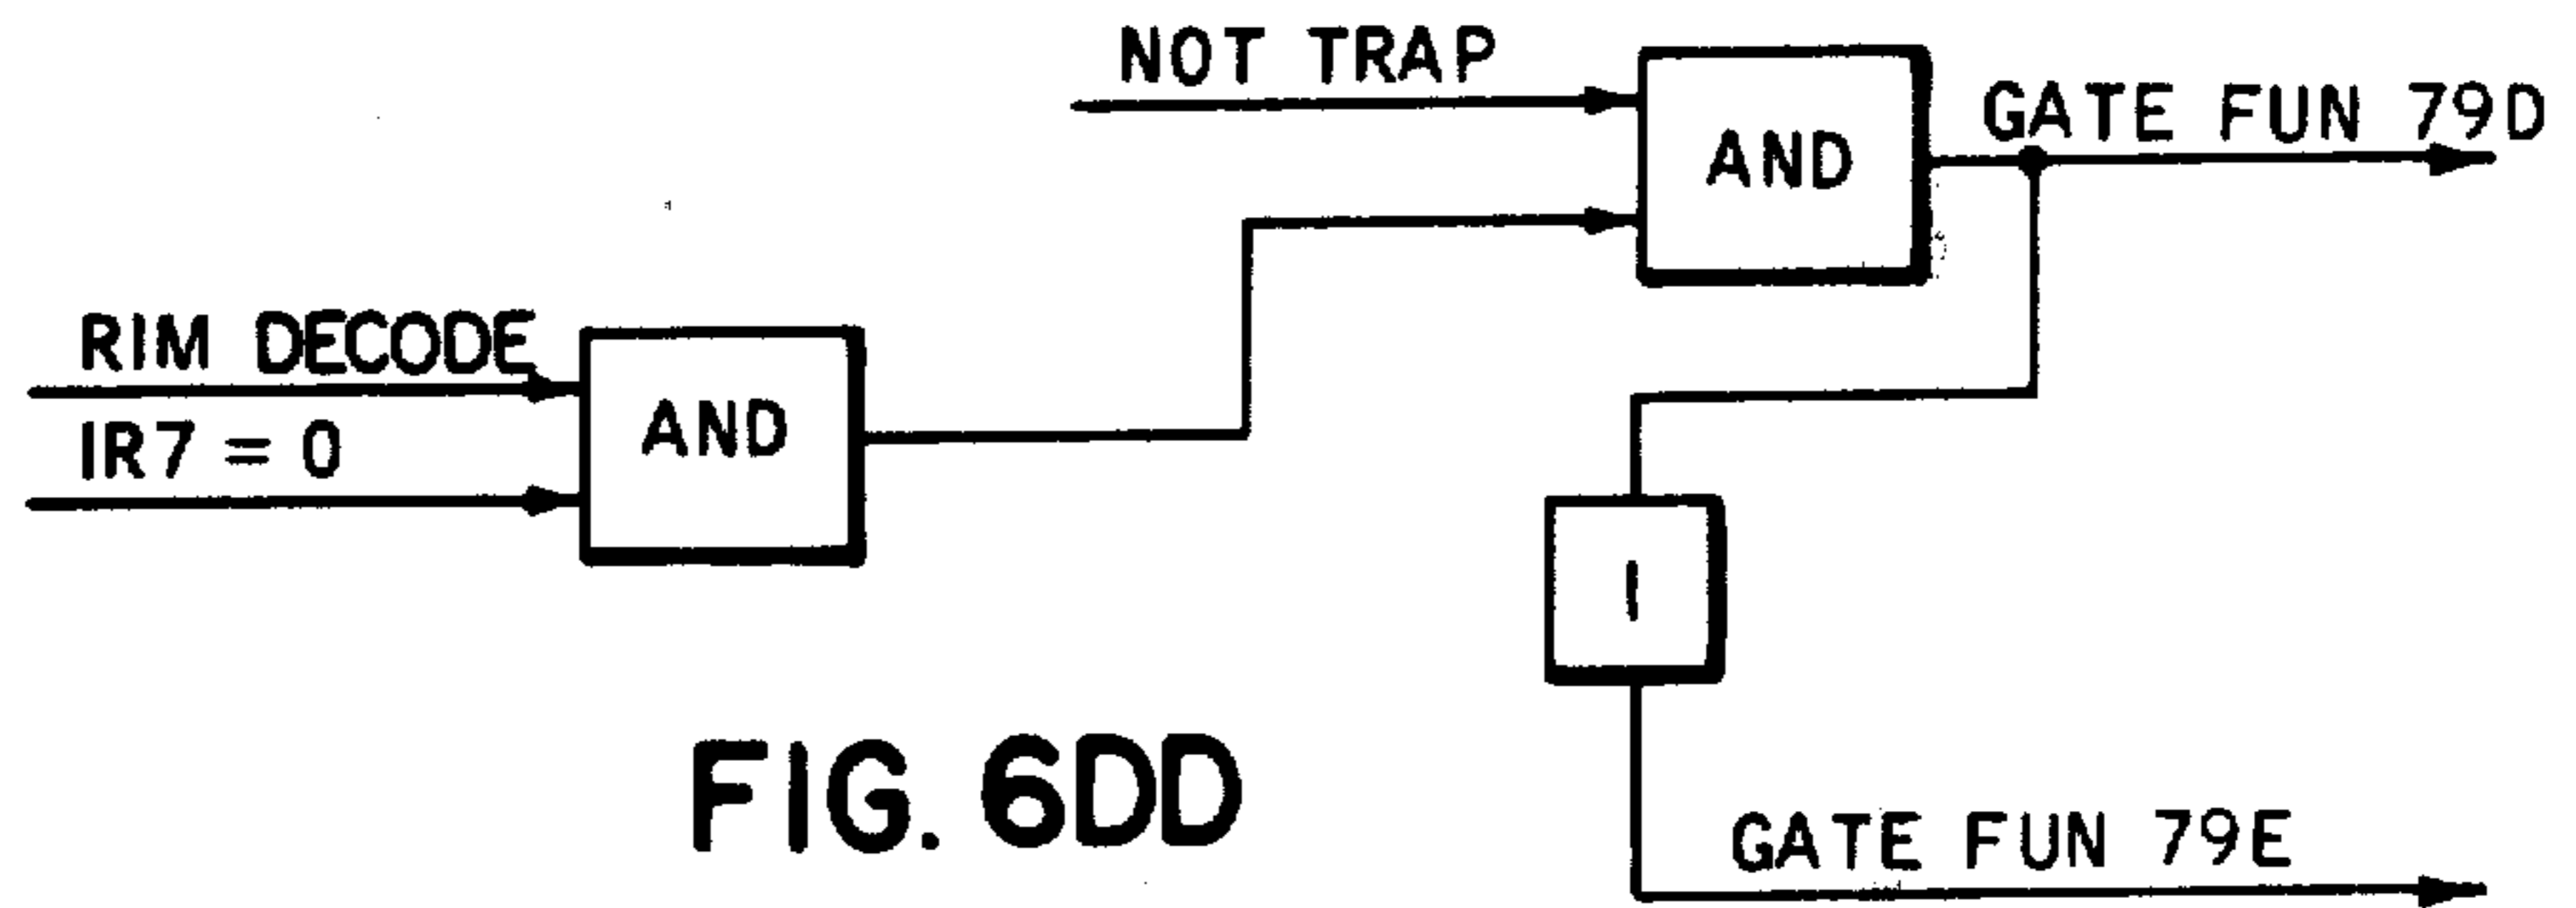 NOT TRAP
AND
GATE FUN 79D
RIM DECODE
IR7 = 0
AND
I
FIG. 6DD
GATE FUN 79E